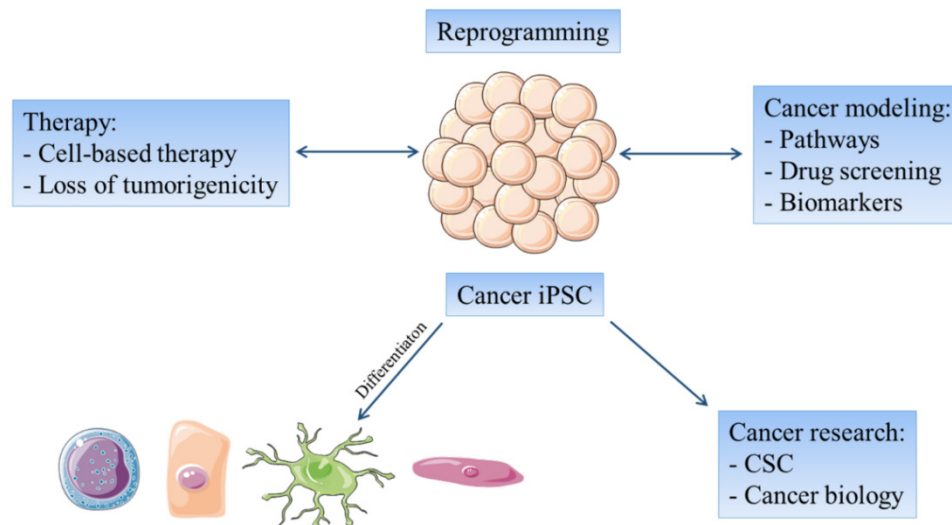 Reprogramming
Therapy:
- Cell-based therapy
- Loss of tumorigenicity
Cancer modeling:
- Pathways
- Drug screening
- Biomarkers
Cancer iPSC
Differentiaton
Cancer research:
- CSC
- Cancer biology